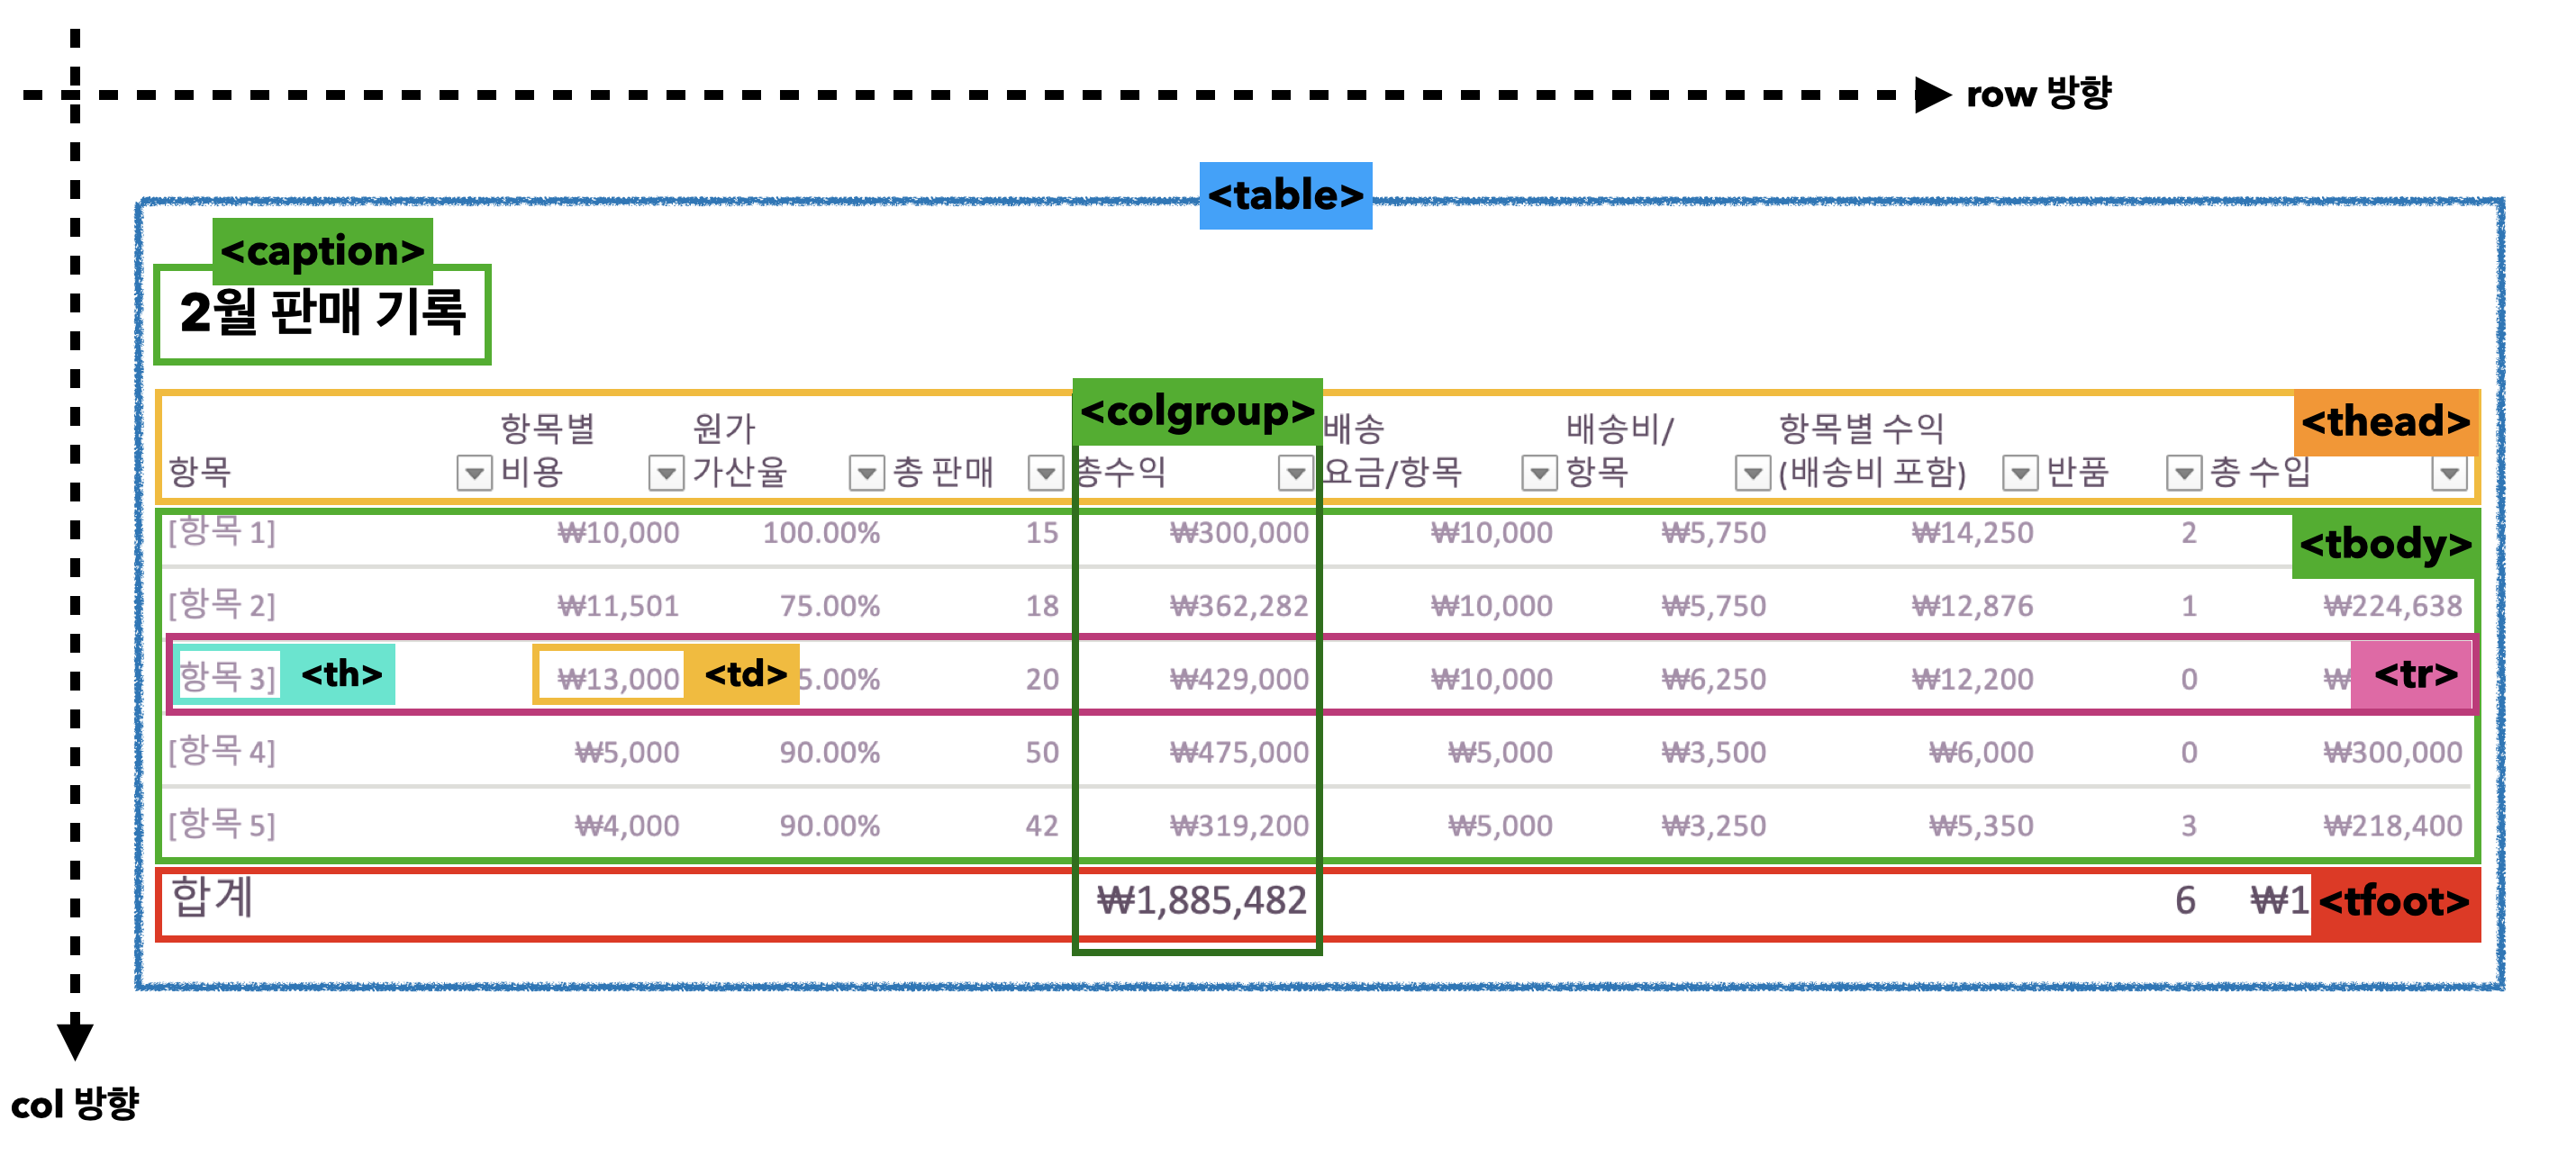 row 방향
<table>
<caption>
2월 판매 기록
<colgroup>
<thead>
항목 항목별 비용 원가 가산율 총 판매 총수익 배송 요금/항목 배송비/항목 항목별 수익 (배송비 포함) 반품 총 수입
<tbody>
[항목 1] ₩10,000 100.00% 15 ₩300,000 ₩10,000 ₩5,750 ₩14,250 2
[항목 2] ₩11,501 75.00% 18 ₩362,282 ₩10,000 ₩5,750 ₩12,876 1 ₩224,638
항목 3] <th> ₩13,000 <td> 5.00% 20 ₩429,000 ₩10,000 ₩6,250 ₩12,200 0 ₩ <tr>
[항목 4] ₩5,000 90.00% 50 ₩475,000 ₩5,000 ₩3,500 ₩6,000 0 ₩300,000
[항목 5] ₩4,000 90.00% 42 ₩319,200 ₩5,000 ₩3,250 ₩5,350 3 ₩218,400
합계 ₩1,885,482 6 ₩1 <tfoot>
col 방향